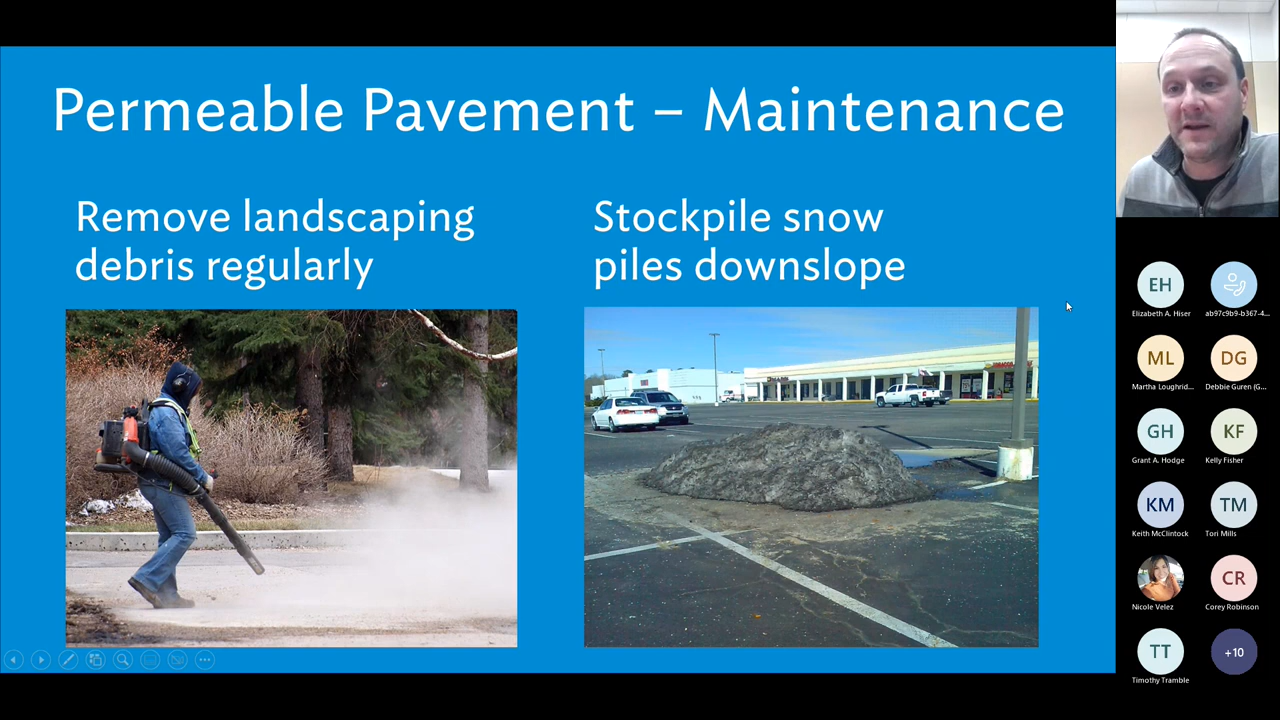 Permeable Pavement – Maintenance
Remove landscaping
debris regularly
Stockpile snow
piles downslope
EH
Elizabeth A. Hiser
ab97c9b9-b367-4...
ML
Martha Loughrid...
DG
Debbie Guren (G...
GH
Grant A. Hodge
KF
Kelly Fisher
KM
Keith McClintock
TM
Tori Mills
Nicole Velez
CR
Corey Robinson
TT
Timothy Tramble
+10